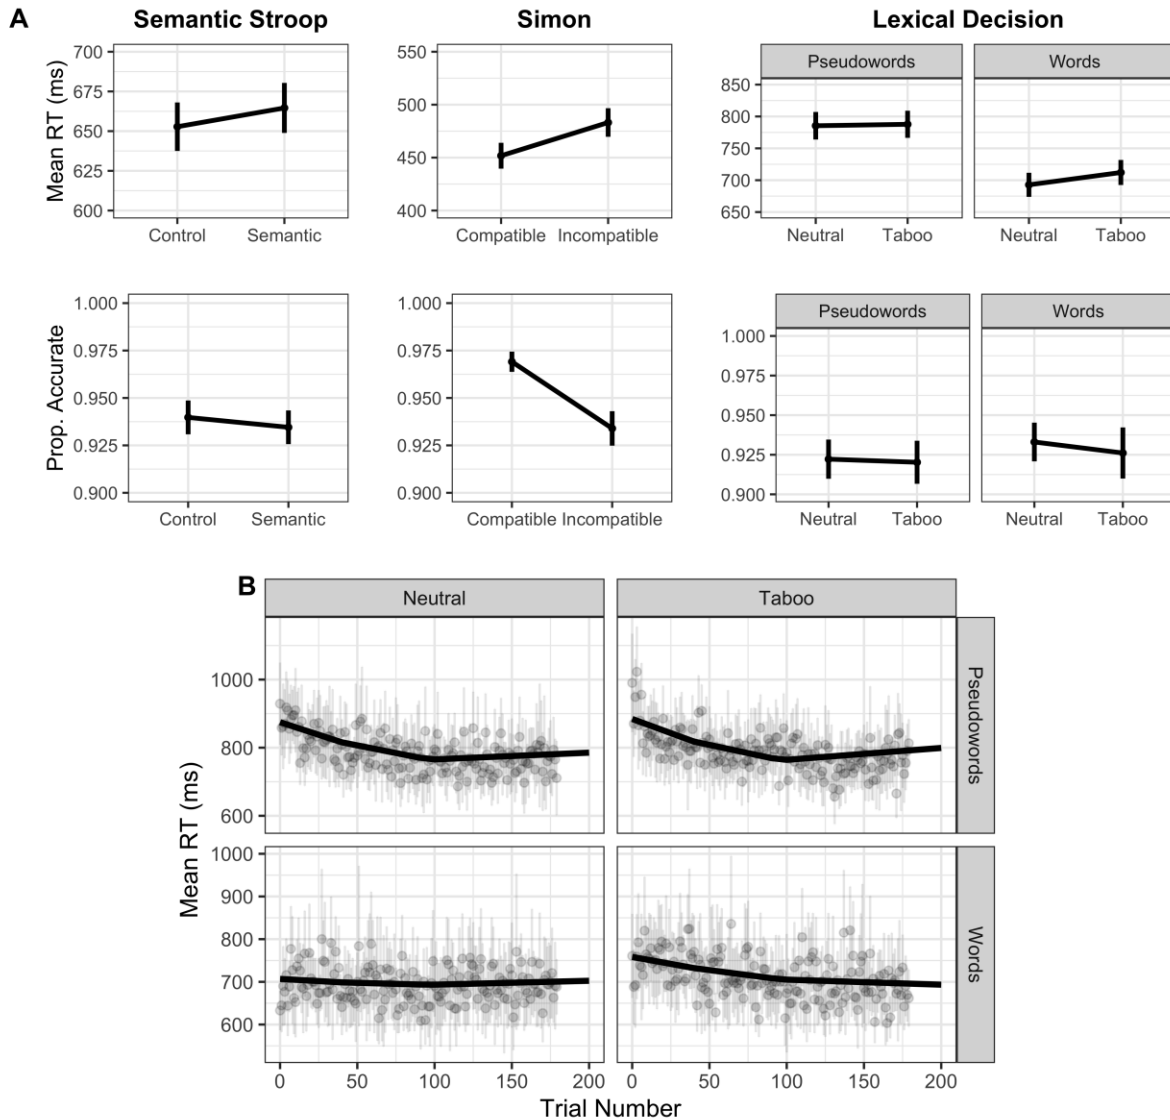 A
Semantic Stroop
Simon
Lexical Decision
Mean RT (ms)
700
675
650
625
600
Control Semantic
550
500
450
400
Compatible Incompatible
Pseudowords Words
850
800
750
700
650
Neutral Taboo Neutral Taboo
Prop. Accurate
1.000
0.975
0.950
0.925
0.900
Control Semantic
1.000
0.975
0.950
0.925
0.900
Compatible Incompatible
Pseudowords Words
1.000
0.975
0.950
0.925
0.900
Neutral Taboo Neutral Taboo
B
Neutral Taboo
Mean RT (ms)
1000
800
600
Pseudowords
1000
900
800
700
600
Words
0 50 100 150 200 0 50 100 150 200
Trial Number